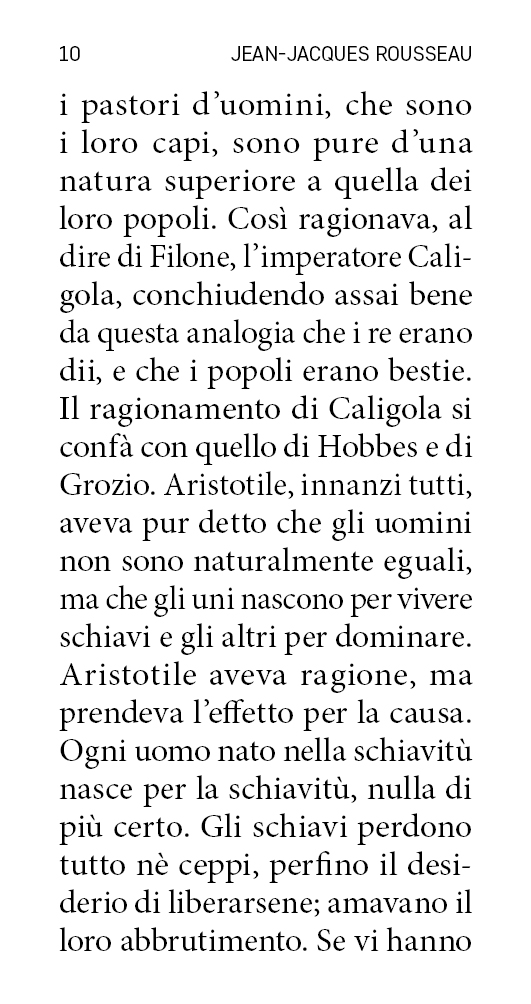 10 JEAN-JACQUES ROUSSEAU
i pastori d’uomini, che sono
i loro capi, sono pure d’una
natura superiore a quella dei
loro popoli. Così ragionava, al
dire di Filone, l’imperatore Cali-
gola, conchiudendo assai bene
da questa analogia che i re erano
dii, e che i popoli erano bestie.
Il ragionamento di Caligola si
confà con quello di Hobbes e di
Grozio. Aristotile, innanzi tutti,
aveva pur detto che gli uomini
non sono naturalmente eguali,
ma che gli uni nascono per vivere
schiavi e gli altri per dominare.
Aristotile aveva ragione, ma
prendeva l’effetto per la causa.
Ogni uomo nato nella schiavitù
nasce per la schiavitù, nulla di
più certo. Gli schiavi perdono
tutto nè ceppi, perfino il desi-
derio di liberarsene; amavano il
loro abbrutimento. Se vi hanno